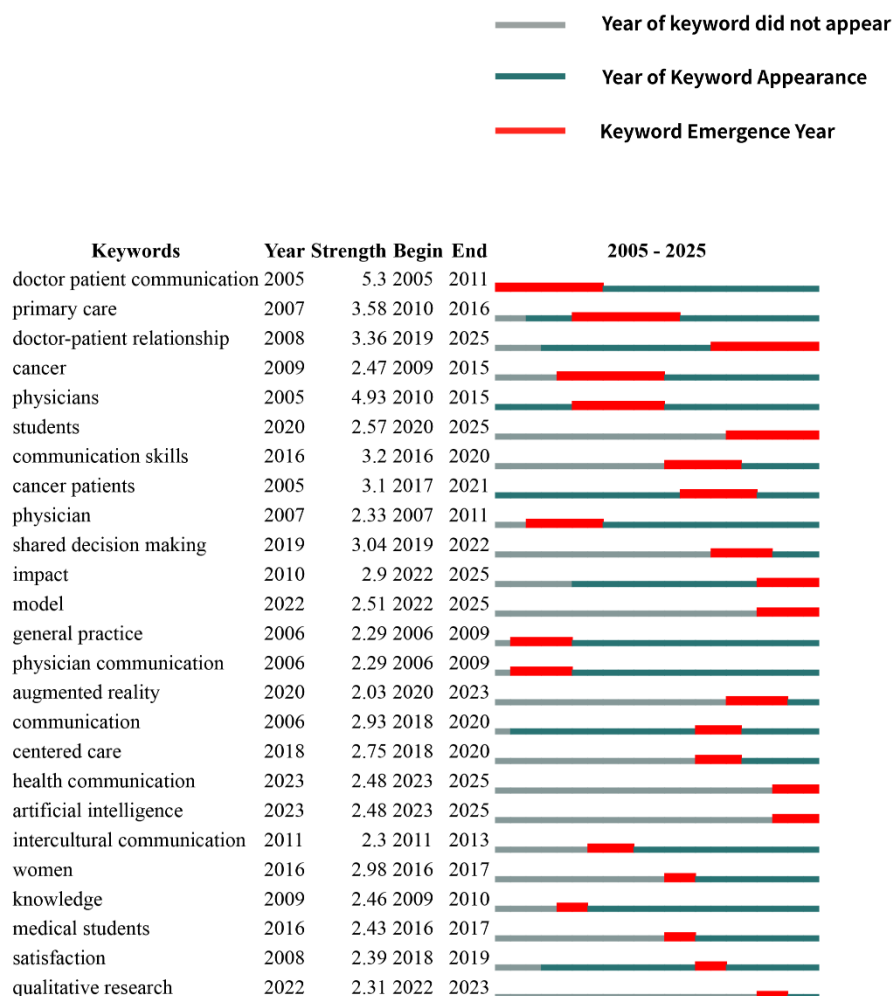 Year of keyword did not appear
Year of Keyword Appearance
Keyword Emergence Year
Keywords Year Strength Begin End 2005 - 2025
doctor patient communication 2005 5.3 2005 2011
primary care 2007 3.58 2010 2016
doctor-patient relationship 2008 3.36 2019 2025
cancer 2009 2.47 2009 2015
physicians 2005 4.93 2010 2015
students 2020 2.57 2020 2025
communication skills 2016 3.2 2016 2020
cancer patients 2005 3.1 2017 2021
physician 2007 2.33 2007 2011
shared decision making 2019 3.04 2019 2022
impact 2010 2.9 2022 2025
model 2022 2.51 2022 2025
general practice 2006 2.29 2006 2009
physician communication 2006 2.29 2006 2009
augmented reality 2020 2.03 2020 2023
communication 2006 2.93 2018 2020
centered care 2018 2.75 2018 2020
health communication 2023 2.48 2023 2025
artificial intelligence 2023 2.48 2023 2025
intercultural communication 2011 2.3 2011 2013
women 2016 2.98 2016 2017
knowledge 2009 2.46 2009 2010
medical students 2016 2.43 2016 2017
satisfaction 2008 2.39 2018 2019
qualitative research 2022 2.31 2022 2023